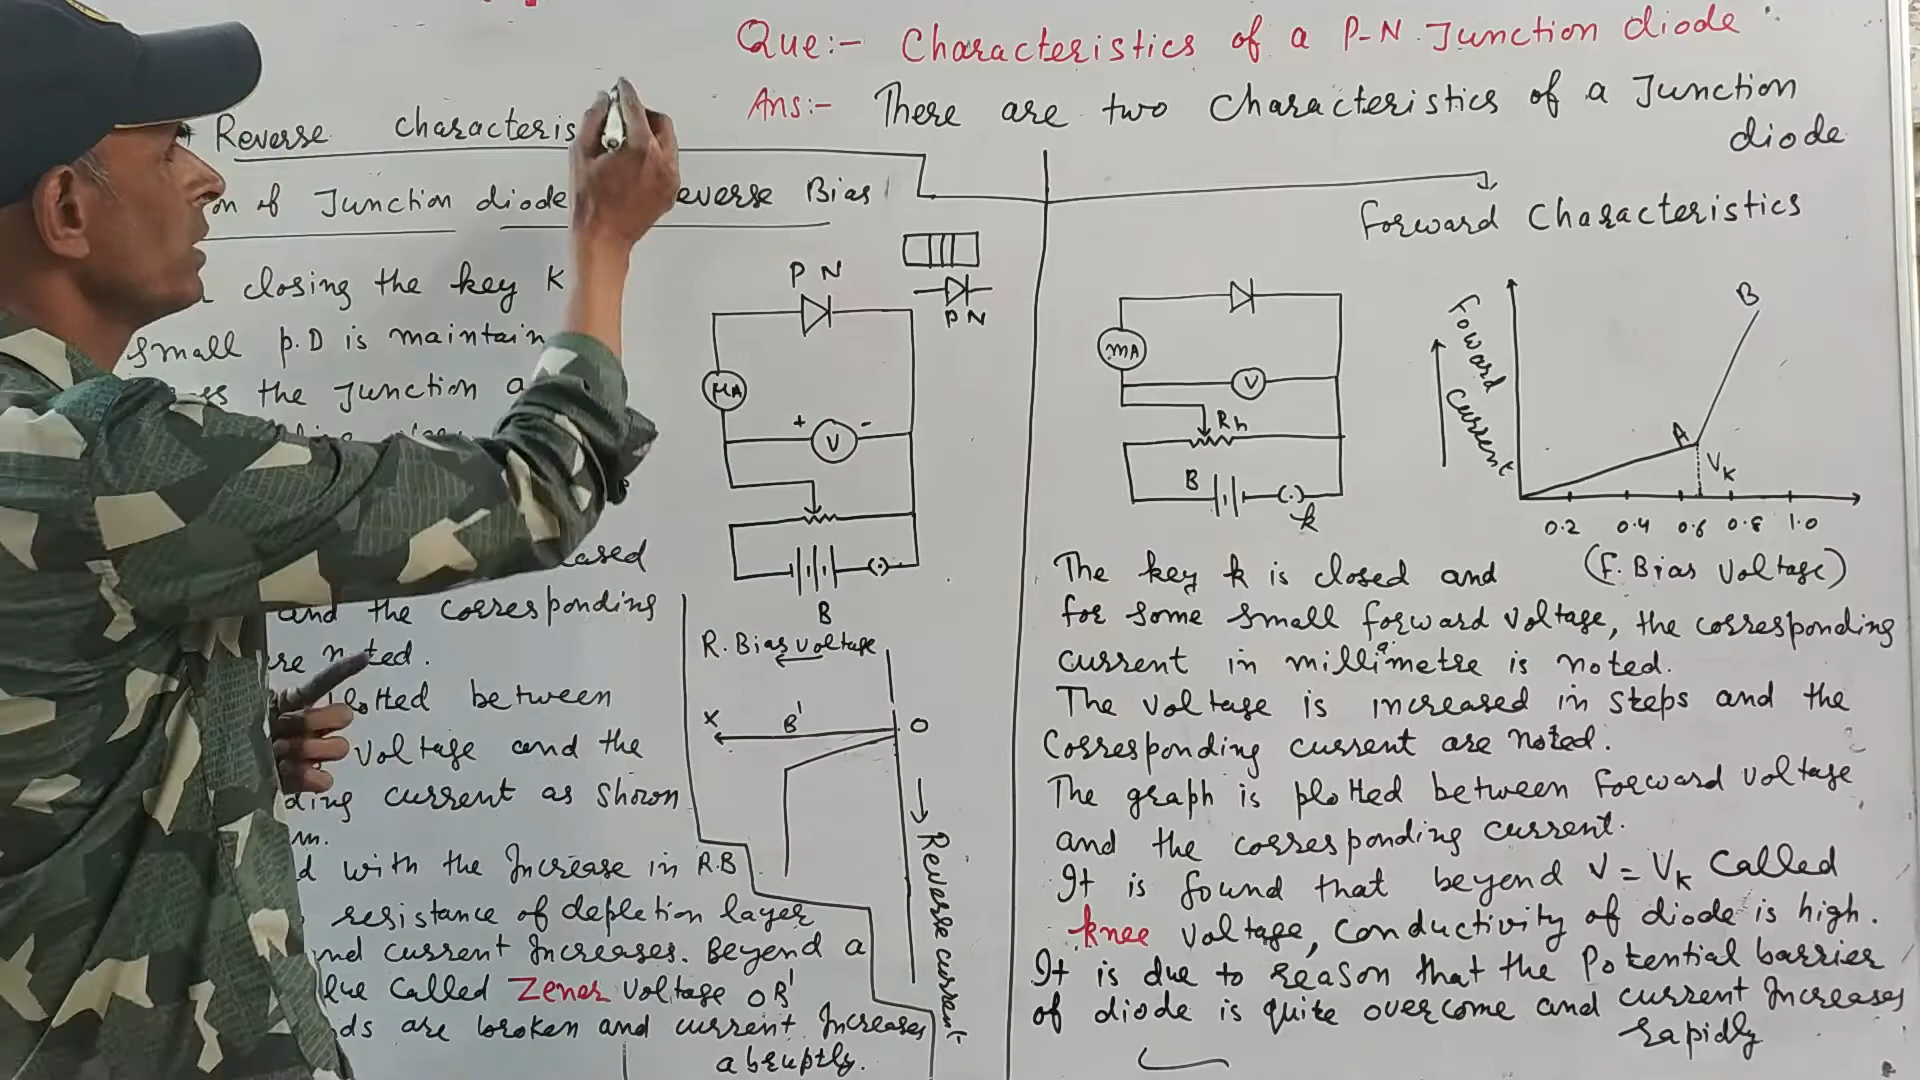 Que:- Characteristics of a P-N Junction diode
Ans:- There are two Characteristics of a Junction
diode
Reverse
of Junction diode Reverse Bias
closing the key K
Small p.D is
the Junction
and the corresponding
noted.
between
voltage and the
current as Shown
with the Increase in R.B
resistance of depletion layer
current Increases. Beyend a
called Zener voltage OB'
are broken and current Increases
abruptly.
P N
P N
μA
+ V -
B
R. Bias voltage
X B' O
Reverse current
Forward Characteristics
mA
V
Rh
B
k
Foward current
B
A
VK
0.2 0.4 0.6 0.8 1.0
(F. Bias Voltage)
The key k is closed and
for some small forward voltage, the corresponding
current in millimetre is noted.
The voltage is increased in steps and the
Corresponding current are noted.
The graph is plotted between forward voltage
and the corresponding current.
It is found that beyend V = VK Called
knee voltage, conductivity of diode is high.
It is due to reason that the Potential barrier
of diode is quite overcome and current Increases
rapidly